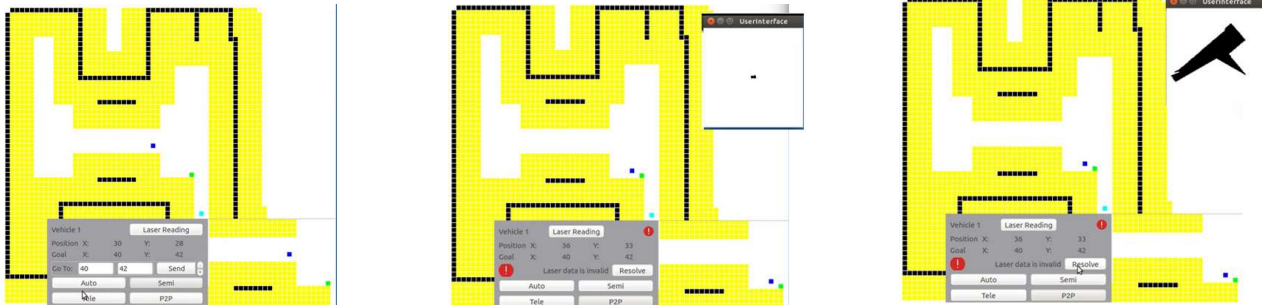 Vehicle 1 Laser Reading
Position X: 30 Y: 28
Goal X: 40 Y: 42
Go To: 40 42 Send
Auto Semi
Tele P2P
UserInterface
Vehicle 1 Laser Reading !
Position X: 36 Y: 33
Goal X: 40 Y: 42
! Laser data is invalid Resolve
Auto Semi
Tele P2P
UserInterface
Vehicle 1 Laser Reading !
Position X: 36 Y: 33
Goal X: 40 Y: 42
! Laser data is invalid Resolve
Auto Semi
Tele P2P